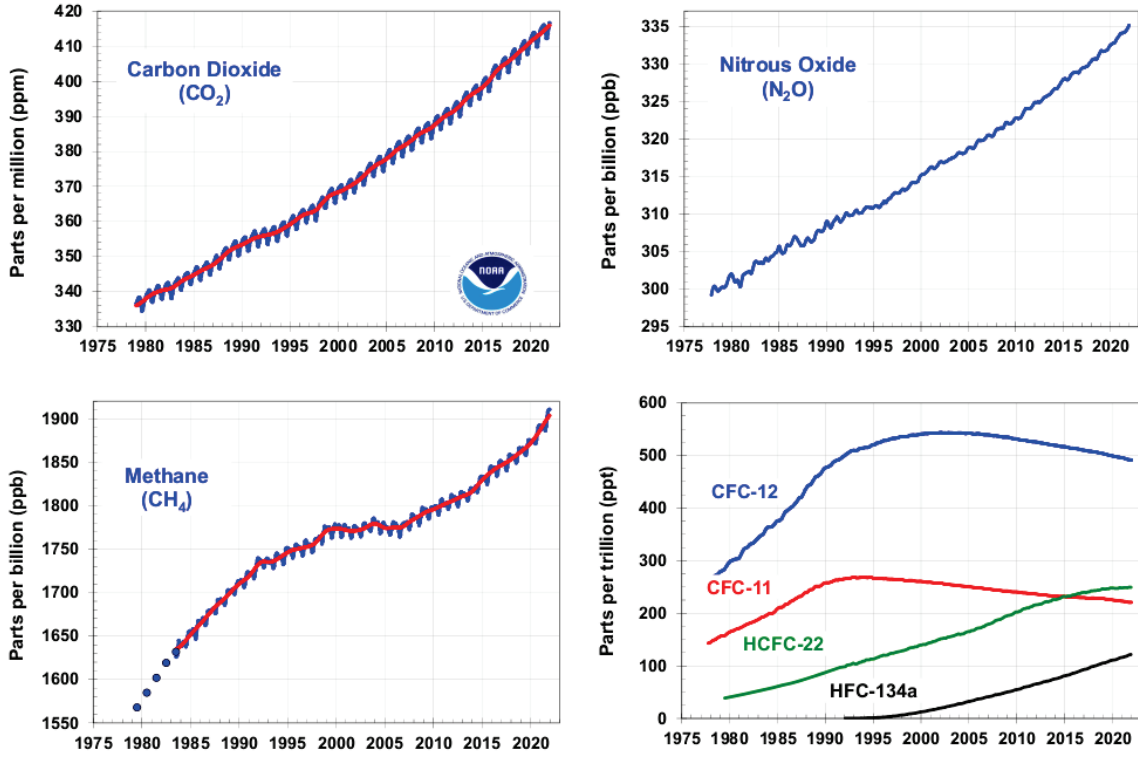 420
410
400
390
380
370
360
350
340
330
Parts per million (ppm)
Carbon Dioxide
(CO₂)
NOAA
1975 1980 1985 1990 1995 2000 2005 2010 2015 2020
335
330
325
320
315
310
305
300
295
Parts per billion (ppb)
Nitrous Oxide
(N₂O)
1975 1980 1985 1990 1995 2000 2005 2010 2015 2020
1900
1850
1800
1750
1700
1650
1600
1550
Parts per billion (ppb)
Methane
(CH₄)
1975 1980 1985 1990 1995 2000 2005 2010 2015 2020
600
500
400
300
200
100
0
Parts per trillion (ppt)
CFC-12
CFC-11
HCFC-22
HFC-134a
1975 1980 1985 1990 1995 2000 2005 2010 2015 2020